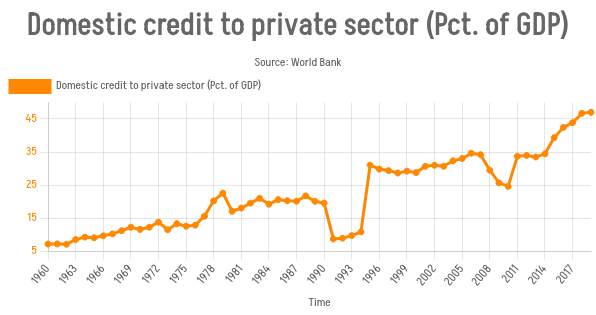 Domestic credit to private sector (Pct. of GDP)
Source: World Bank
Domestic credit to private sector (Pct. of GDP)
45
35
25
15
5
1960 1963 1966 1969 1972 1975 1978 1981 1984 1987 1990 1993 1996 1999 2002 2005 2008 2011 2014 2017
Time